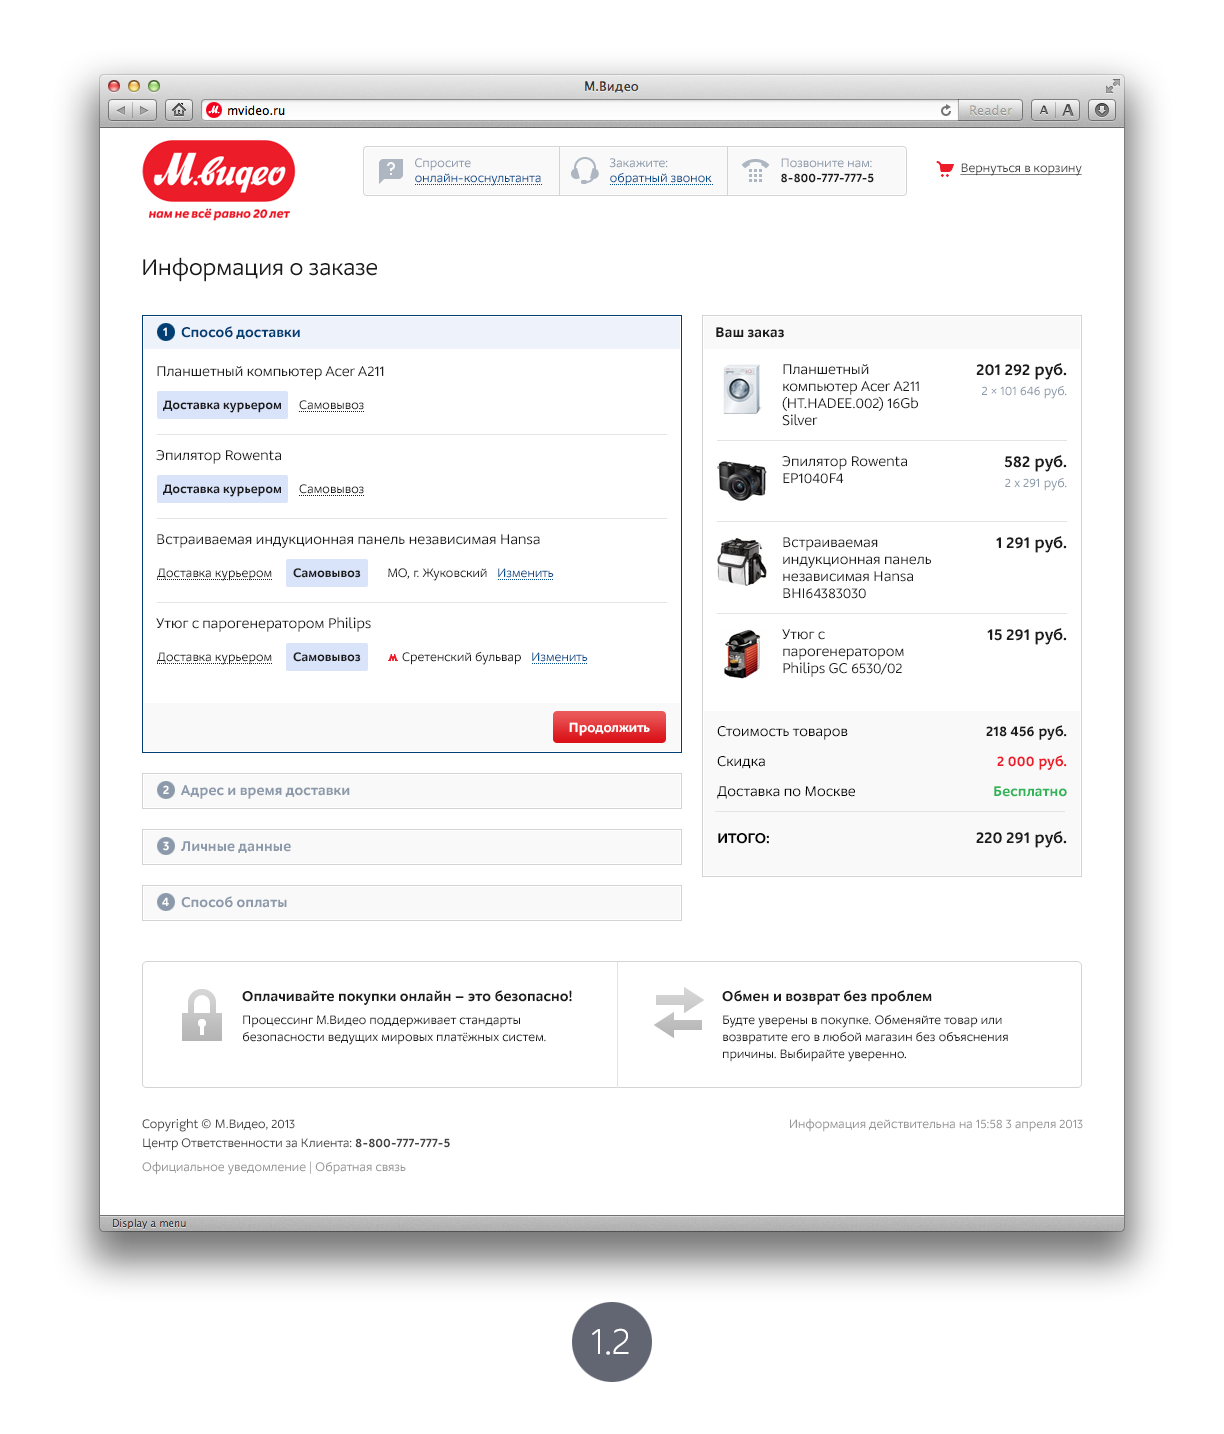 М.Видео
mvideo.ru
Reader
A A
М.видео
нам не всё равно 20 лет
Спросите
онлайн-коснультанта
Закажите:
обратный звонок
Позвоните нам:
8-800-777-777-5
Вернуться в корзину
Информация о заказе
1 Способ доставки
Планшетный компьютер Acer A211
Доставка курьером Самовывоз
Эпилятор Rowenta
Доставка курьером Самовывоз
Встраиваемая индукционная панель независимая Hansa
Доставка курьером Самовывоз МО, г. Жуковский Изменить
Утюг с парогенератором Philips
Доставка курьером Самовывоз Сретенский бульвар Изменить
Продолжить
2 Адрес и время доставки
3 Личные данные
4 Способ оплаты
Ваш заказ
Планшетный 201 292 руб.
компьютер Acer A211 2 × 101 646 руб.
(HT.HADEE.002) 16Gb
Silver
Эпилятор Rowenta 582 руб.
EP1040F4 2 x 291 руб.
Встраиваемая 1 291 руб.
индукционная панель
независимая Hansa
BHI64383030
Утюг с 15 291 руб.
парогенератором
Philips GC 6530/02
Стоимость товаров 218 456 руб.
Скидка 2 000 руб.
Доставка по Москве Бесплатно
ИТОГО: 220 291 руб.
Оплачивайте покупки онлайн – это безопасно!
Процессинг М.Видео поддерживает стандарты
безопасности ведущих мировых платёжных систем.
Обмен и возврат без проблем
Будте уверены в покупке. Обменяйте товар или
возвратите его в любой магазин без объяснения
причины. Выбирайте уверенно.
Copyright © М.Видео, 2013
Центр Ответственности за Клиента: 8-800-777-777-5
Официальное уведомление | Обратная связь
Информация действительна на 15:58 3 апреля 2013
Display a menu
1.2